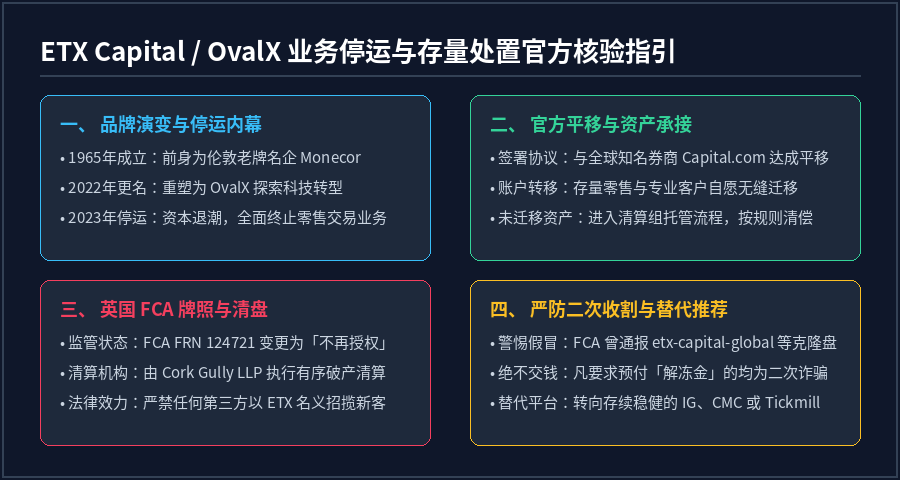 ETX Capital / OvalX 业务停运与存量处置官方核验指引
一、 品牌演变与停运内幕
• 1965年成立：前身为伦敦老牌名企 Monecor
• 2022年更名：重塑为 OvalX 探索科技转型
• 2023年停运：资本退潮，全面终止零售交易业务
二、 官方平移与资产承接
• 签署协议：与全球知名券商 Capital.com 达成平移
• 账户转移：存量零售与专业客户自愿无缝迁移
• 未迁移资产：进入清算组托管流程，按规则清偿
三、 英国 FCA 牌照与清盘
• 监管状态：FCA FRN 124721 变更为「不再授权」
• 清算机构：由 Cork Gully LLP 执行有序破产清算
• 法律效力：严禁任何第三方以 ETX 名义招揽新客
四、 严防二次收割与替代推荐
• 警惕假冒：FCA 曾通报 etx-capital-global 等克隆盘
• 绝不交钱：凡要求预付「解冻金」的均为二次诈骗
• 替代平台：转向存续稳健的 IG、CMC 或 Tickmill